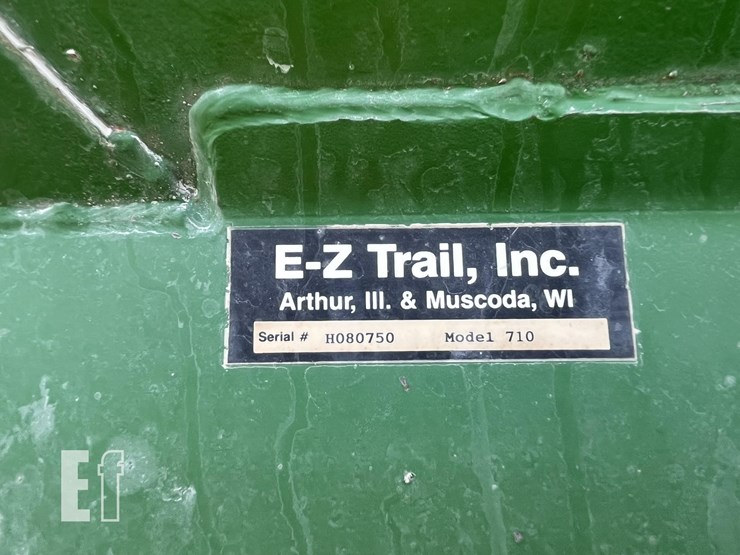 E-Z Trail, Inc.
Arthur, Ill. & Muscoda, WI
Serial # H080750 Model 710
Ef